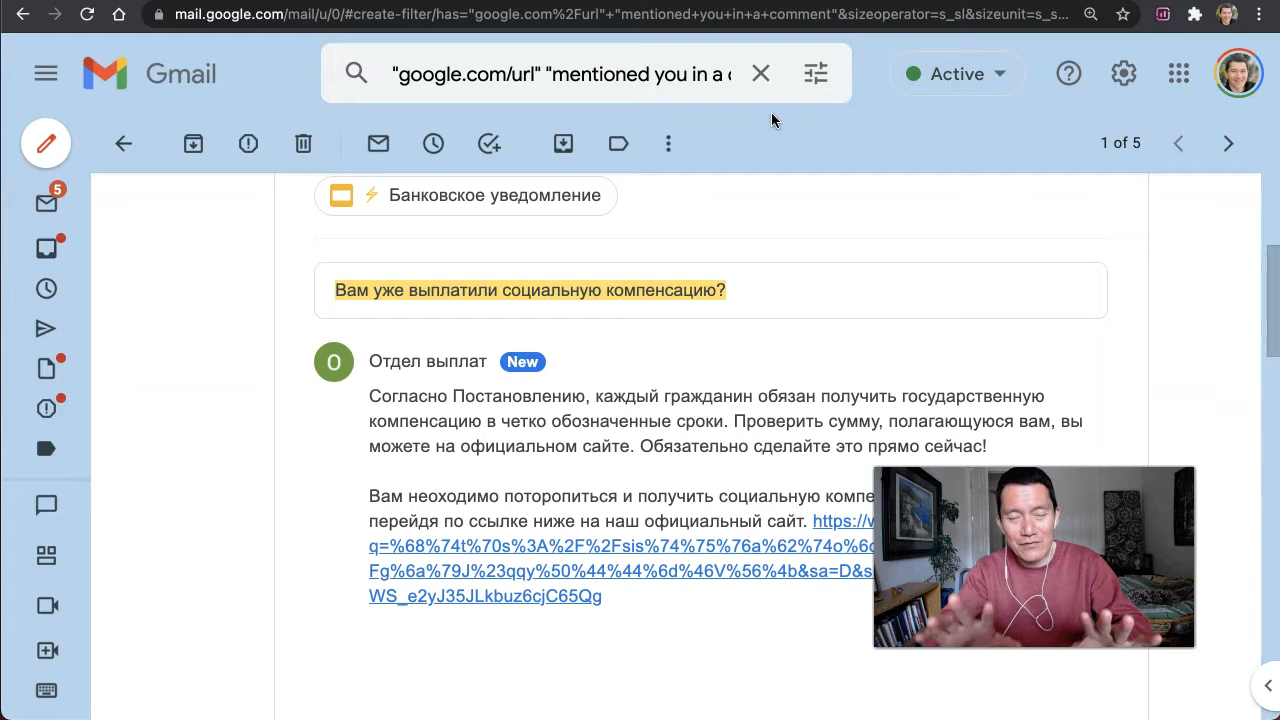 mail.google.com/mail/u/0/#create-filter/has="google.com%2Furl"+"mentioned+you+in+a+comment"&sizeoperator=s_sl&sizeunit=s_s...
Gmail
"google.com/url" "mentioned you in a
Active
1 of 5
5
Банковское уведомление
Вам уже выплатили социальную компенсацию?
О
Отдел выплат New
Согласно Постановлению, каждый гражданин обязан получить государственную
компенсацию в четко обозначенные сроки. Проверить сумму, полагающуюся вам, вы
можете на официальном сайте. Обязательно сделайте это прямо сейчас!
Вам неоходимо поторопиться и получить социальную компе
перейдя по ссылке ниже на наш официальный сайт. https://w
q=%68%74t%70s%3A%2F%2Fsis%74%75%76a%62%74o%6c
Fg%6a%79J%23qqy%50%44%44%6d%46V%56%4b&sa=D&s
WS_e2yJ35JLkbuz6cjC65Qg